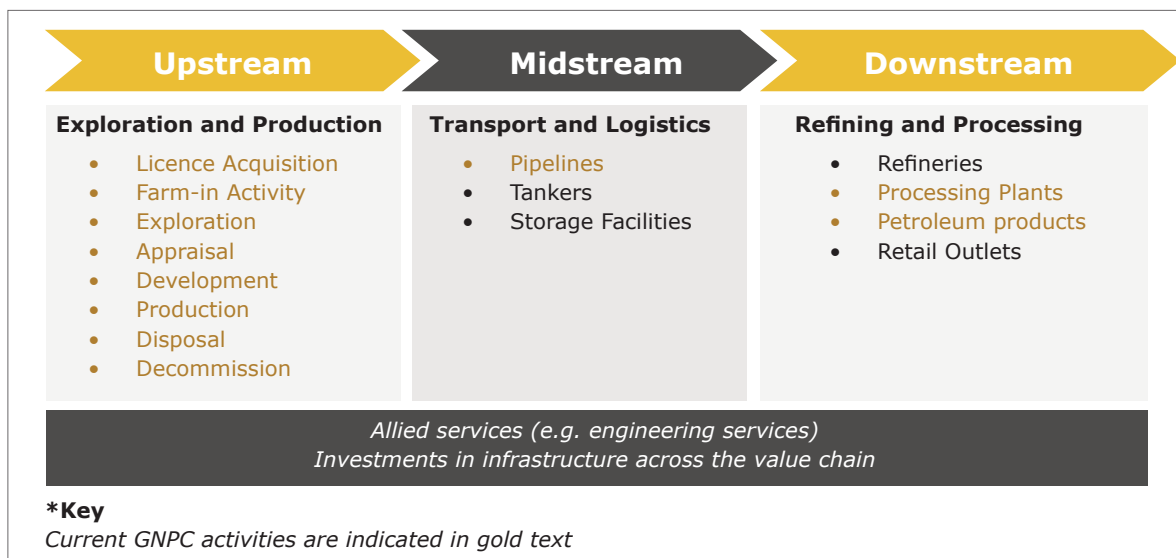 Upstream
Midstream
Downstream
Exploration and Production
• Licence Acquisition
• Farm-in Activity
• Exploration
• Appraisal
• Development
• Production
• Disposal
• Decommission
Transport and Logistics
• Pipelines
• Tankers
• Storage Facilities
Refining and Processing
• Refineries
• Processing Plants
• Petroleum products
• Retail Outlets
Allied services (e.g. engineering services)
Investments in infrastructure across the value chain
*Key
Current GNPC activities are indicated in gold text